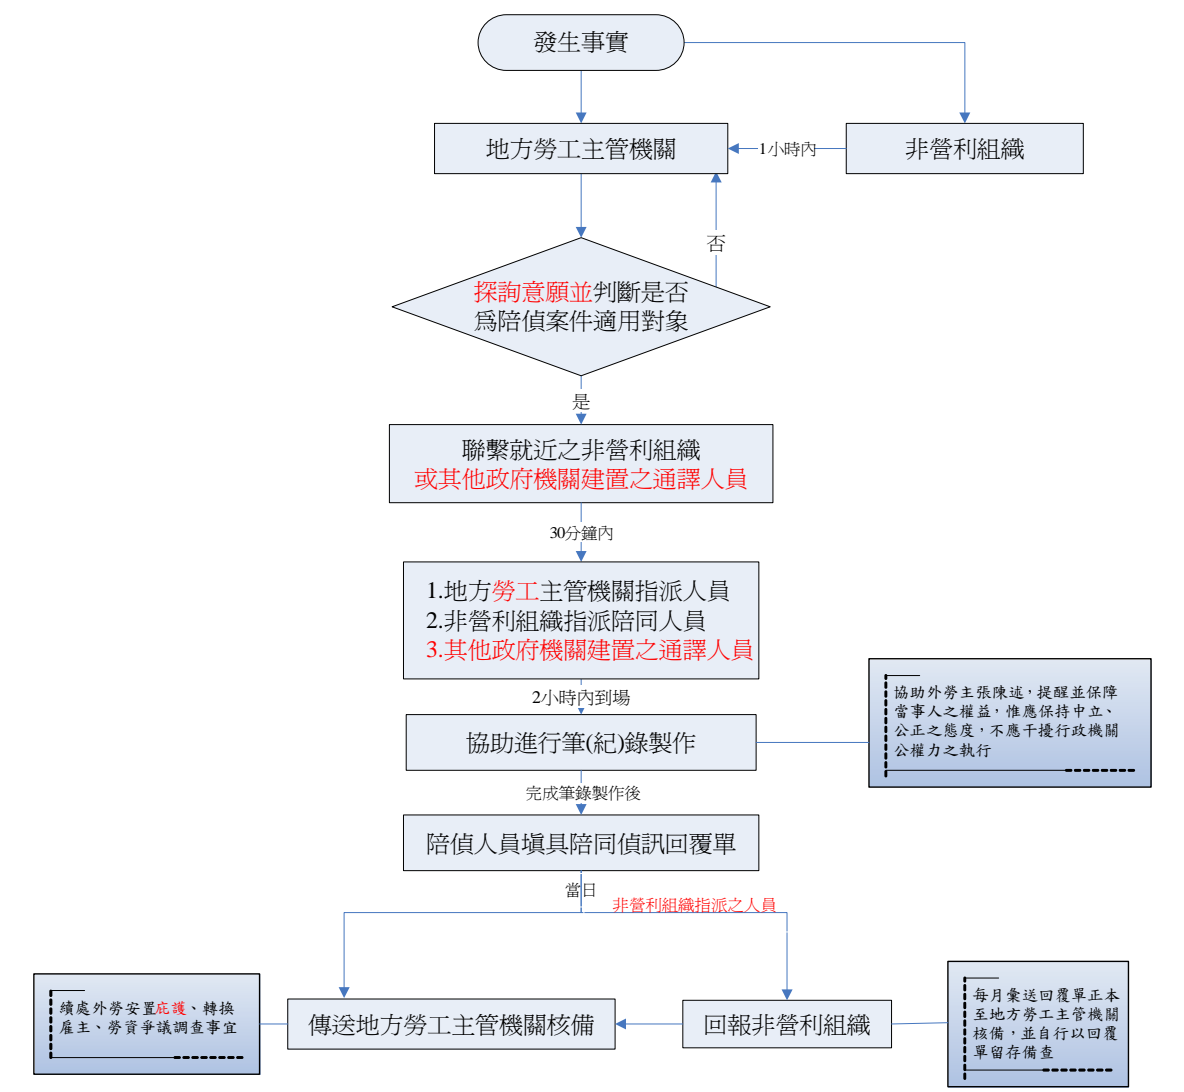 發生事實
地方勞工主管機關
1小時內
非營利組織
否
探詢意願並判斷是否
為陪偵案件適用對象
是
聯繫就近之非營利組織
或其他政府機關建置之通譯人員
30分鐘內
1.地方勞工主管機關指派人員
2.非營利組織指派陪同人員
3.其他政府機關建置之通譯人員
2小時內到場
協助進行筆(紀)錄製作
協助外勞主張陳述，提醒並保障
當事人之權益，惟應保持中立、
公正之態度，不應干擾行政機關
公權力之執行
完成筆錄製作後
陪偵人員填具陪同偵訊回覆單
當日
非營利組織指派之人員
續處外勞安置庇護、轉換
雇主、勞資爭議調查事宜
傳送地方勞工主管機關核備
回報非營利組織
每月彙送回覆單正本
至地方勞工主管機關
核備，並自行以回覆
單留存備查